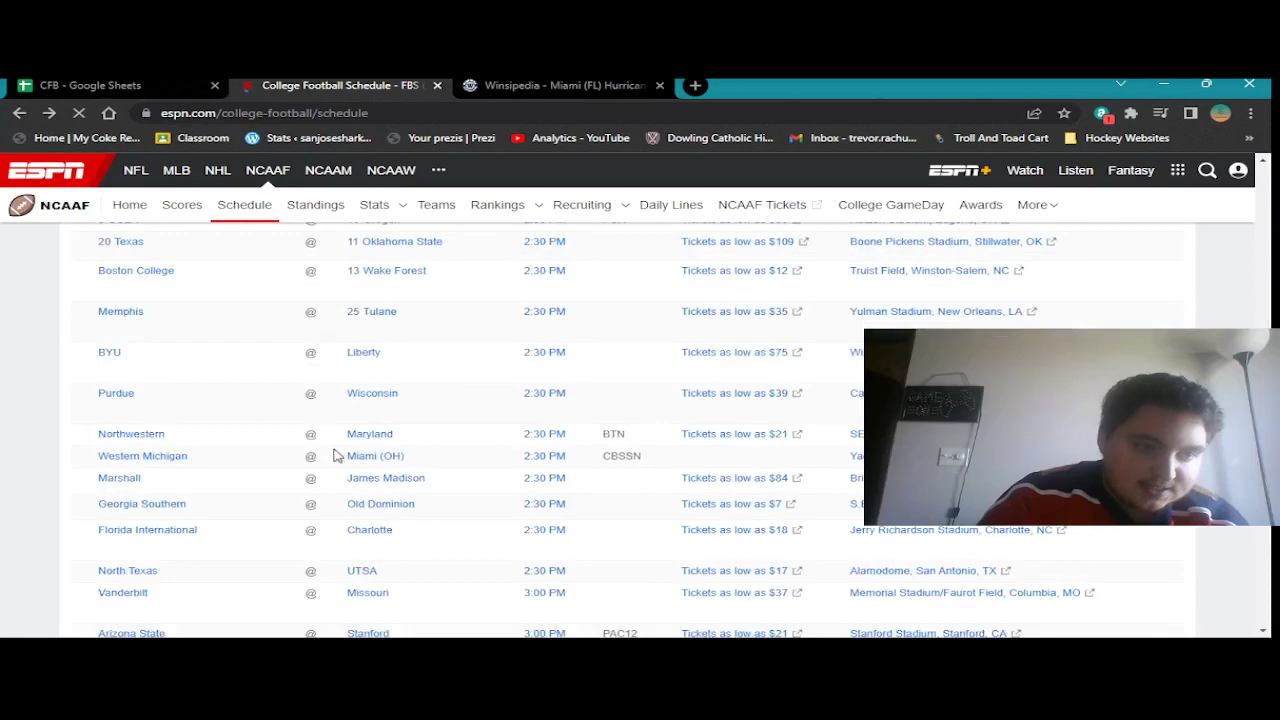 CFB - Google Sheets College Football Schedule - FBS Winsipedia - Miami (FL) Hurrican
espn.com/college-football/schedule
Home | My Coke Re... Classroom Stats ‹ sanjoseshark... Your prezis | Prezi Analytics - YouTube Dowling Catholic Hi... Inbox - trevor.rachu... Troll And Toad Cart Hockey Websites »
ESPN NFL MLB NHL NCAAF NCAAM NCAAW ESPN+ Watch Listen Fantasy
NCAAF Home Scores Schedule Standings Stats Teams Rankings Recruiting Daily Lines NCAAF Tickets College GameDay Awards More
20 Texas @ 11 Oklahoma State 2:30 PM Tickets as low as $109 Boone Pickens Stadium, Stillwater, OK
Boston College @ 13 Wake Forest 2:30 PM Tickets as low as $12 Truist Field, Winston-Salem, NC
Memphis @ 25 Tulane 2:30 PM Tickets as low as $35 Yulman Stadium, New Orleans, LA
BYU @ Liberty 2:30 PM Tickets as low as $75 Wi
Purdue @ Wisconsin 2:30 PM Tickets as low as $39 Ca
Northwestern @ Maryland 2:30 PM BTN Tickets as low as $21 SE
Western Michigan @ Miami (OH) 2:30 PM CBSSN Ya
Marshall @ James Madison 2:30 PM Tickets as low as $84 Bri
Georgia Southern @ Old Dominion 2:30 PM Tickets as low as $7 S.
Florida International @ Charlotte 2:30 PM Tickets as low as $18 Jerry Richardson Stadium, Charlotte, NC
North Texas @ UTSA 2:30 PM Tickets as low as $17 Alamodome, San Antonio, TX
Vanderbilt @ Missouri 3:00 PM Tickets as low as $37 Memorial Stadium/Faurot Field, Columbia, MO
Arizona State @ Stanford 3:00 PM PAC12 Tickets as low as $21 Stanford Stadium, Stanford, CA